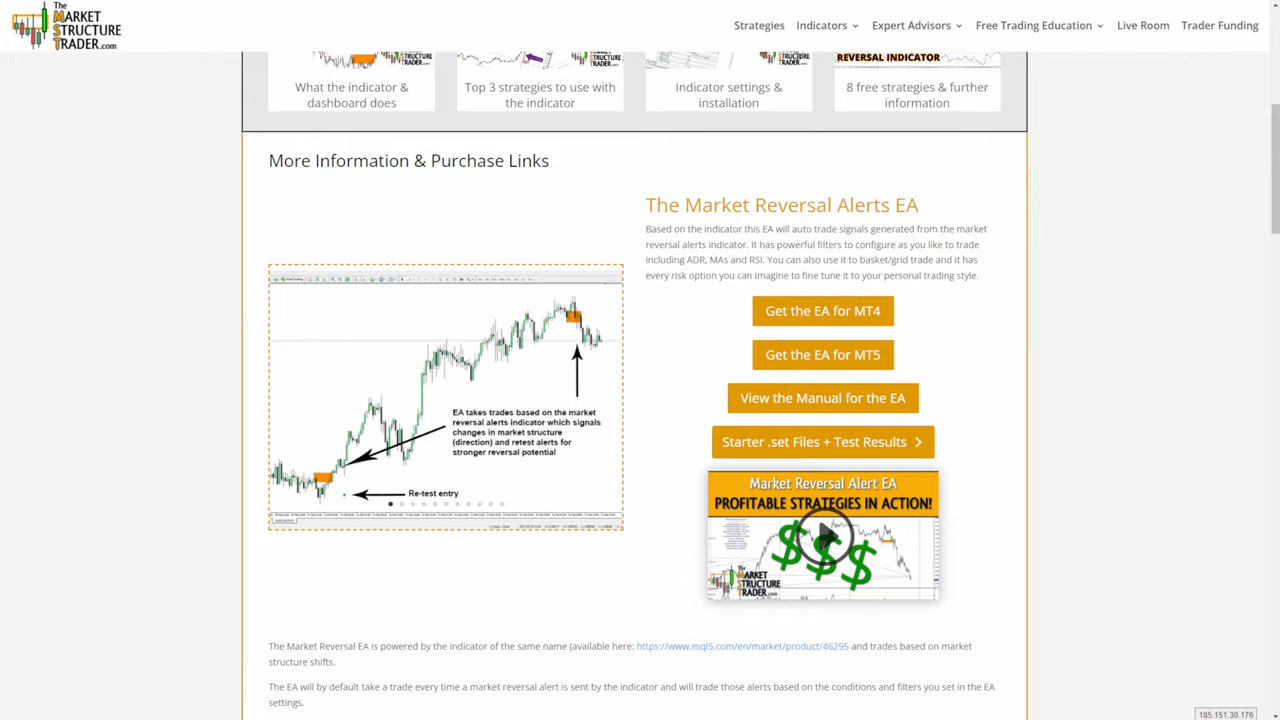 The
MARKET
STRUCTURE
TRADER.com
Strategies
Indicators
Expert Advisors
Free Trading Education
Live Room
Trader Funding
STRUCTURE
TRADER.com
STRUCTURE
TRADER.com
STRUCTURE
TRADER.com
REVERSAL INDICATOR
What the indicator &
dashboard does
Top 3 strategies to use with
the indicator
Indicator settings &
installation
8 free strategies & further
information
More Information & Purchase Links
The Market Reversal Alerts EA
Based on the indicator this EA will auto trade signals generated from the market
reversal alerts indicator. It has powerful filters to configure as you like to trade
including ADR, MAs and RSI. You can also use it to basket/grid trade and it has
every risk option you can imagine to fine tune it to your personal trading style.
EA takes trades based on the market
reversal alerts indicator which signals
changes in market structure
(direction) and retest alerts for
stronger reversal potential
Re-test entry
Get the EA for MT4
Get the EA for MT5
View the Manual for the EA
Starter .set Files + Test Results
Market Reversal Alert EA
PROFITABLE STRATEGIES IN ACTION!
$$$
The
MARKET
STRUCTURE
TRADER.com
The Market Reversal EA is powered by the indicator of the same name (available here: https://www.mql5.com/en/market/product/46295 and trades based on market
structure shifts.
The EA will by default take a trade every time a market reversal alert is sent by the indicator and will trade those alerts based on the conditions and filters you set in the EA
settings.
185.151.30.176